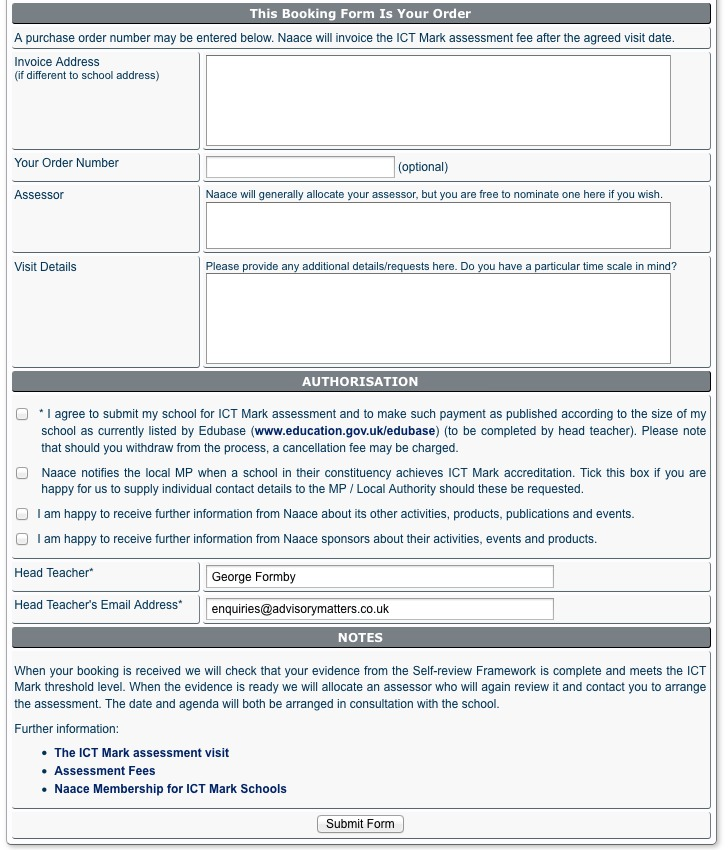 This Booking Form Is Your Order
A purchase order number may be entered below. Naace will invoice the ICT Mark assessment fee after the agreed visit date.
Invoice Address
(if different to school address)
Your Order Number
(optional)
Assessor
Naace will generally allocate your assessor, but you are free to nominate one here if you wish.
Visit Details
Please provide any additional details/requests here. Do you have a particular time scale in mind?
AUTHORISATION
* I agree to submit my school for ICT Mark assessment and to make such payment as published according to the size of my
school as currently listed by Edubase (www.education.gov.uk/edubase) (to be completed by head teacher). Please note
that should you withdraw from the process, a cancellation fee may be charged.
Naace notifies the local MP when a school in their constituency achieves ICT Mark accreditation. Tick this box if you are
happy for us to supply individual contact details to the MP / Local Authority should these be requested.
I am happy to receive further information from Naace about its other activities, products, publications and events.
I am happy to receive further information from Naace sponsors about their activities, events and products.
Head Teacher*
George Formby
Head Teacher's Email Address*
enquiries@advisorymatters.co.uk
NOTES
When your booking is received we will check that your evidence from the Self-review Framework is complete and meets the ICT
Mark threshold level. When the evidence is ready we will allocate an assessor who will again review it and contact you to arrange
the assessment. The date and agenda will both be arranged in consultation with the school.
Further information:
• The ICT Mark assessment visit
• Assessment Fees
• Naace Membership for ICT Mark Schools
Submit Form